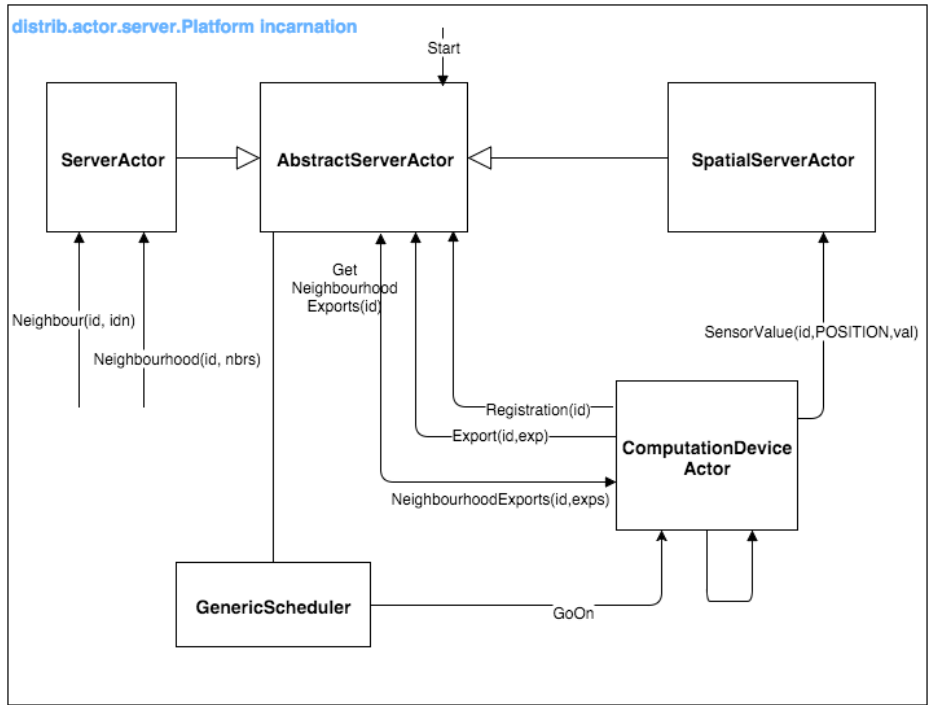 distrib.actor.server.Platform incarnation
Start
ServerActor
AbstractServerActor
SpatialServerActor
Get
Neighbourhood
Exports(id)
Neighbour(id, idn)
SensorValue(id,POSITION,val)
Neighbourhood(id, nbrs)
Registration(id)
Export(id,exp)
ComputationDevice
Actor
NeighbourhoodExports(id,exps)
GenericScheduler
GoOn